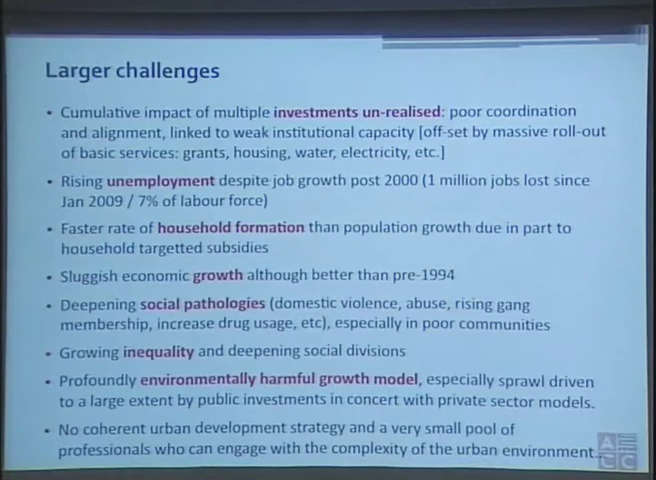 Larger challenges
• Cumulative impact of multiple investments un-realised: poor coordination
and alignment, linked to weak institutional capacity [off-set by massive roll-out
of basic services: grants, housing, water, electricity, etc.]
• Rising unemployment despite job growth post 2000 (1 million jobs lost since
Jan 2009 / 7% of labour force)
• Faster rate of household formation than population growth due in part to
household targetted subsidies
• Sluggish economic growth although better than pre-1994
• Deepening social pathologies (domestic violence, abuse, rising gang
membership, increase drug usage, etc), especially in poor communities
• Growing inequality and deepening social divisions
• Profoundly environmentally harmful growth model, especially sprawl driven
to a large extent by public investments in concert with private sector models.
• No coherent urban development strategy and a very small pool of
professionals who can engage with the complexity of the urban environment...